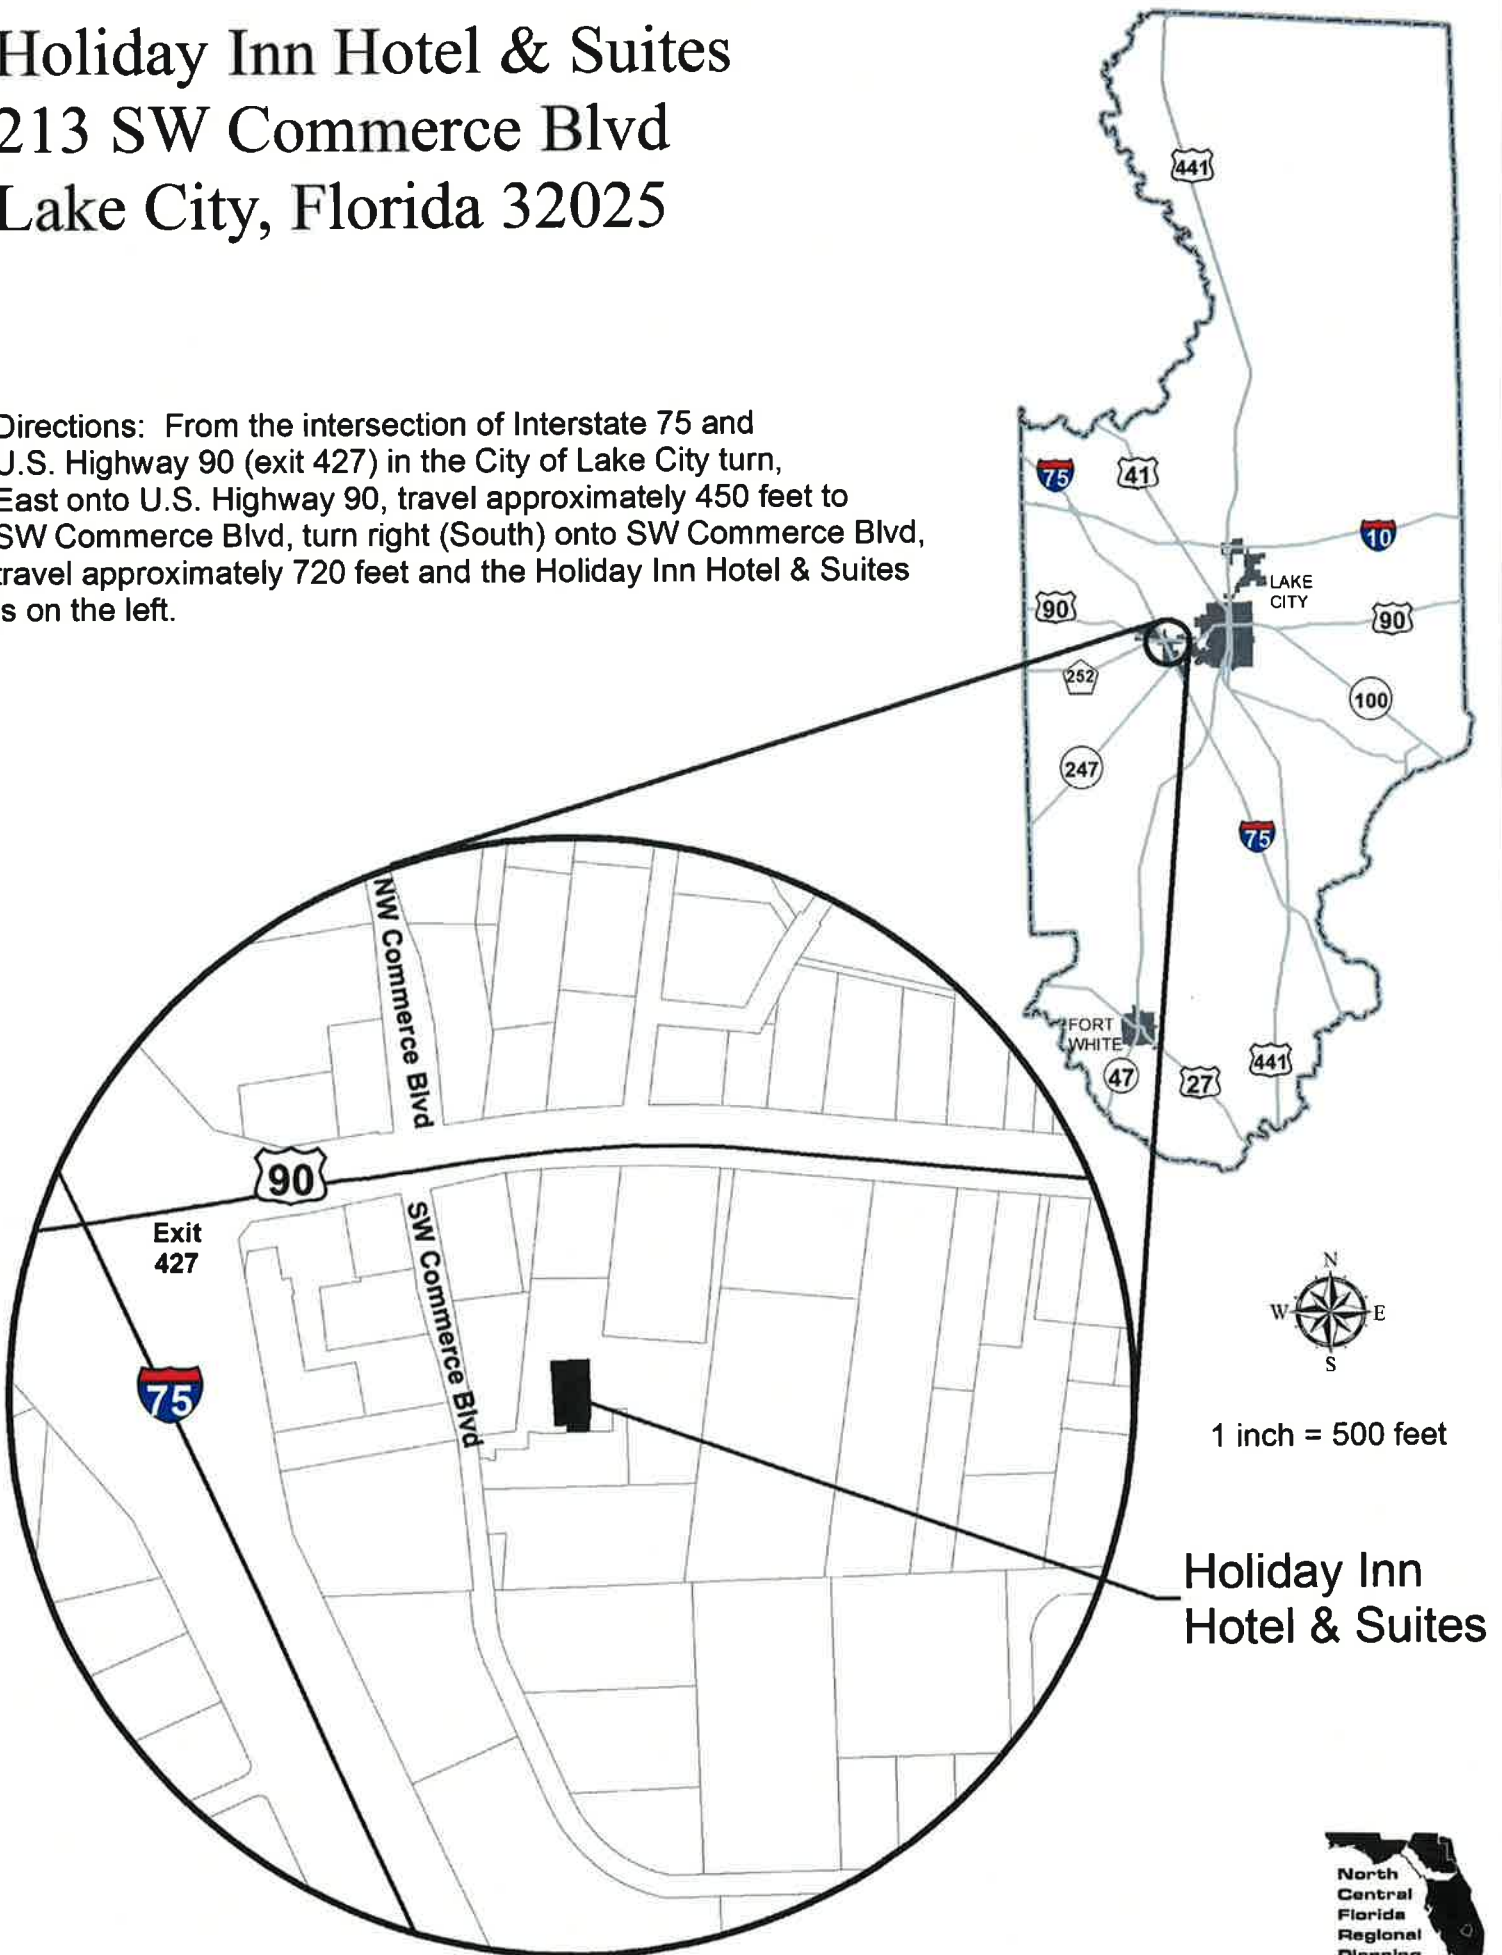 Holiday Inn Hotel & Suites
213 SW Commerce Blvd
Lake City, Florida 32025
Directions: From the intersection of Interstate 75 and
U.S. Highway 90 (exit 427) in the City of Lake City turn,
East onto U.S. Highway 90, travel approximately 450 feet to
SW Commerce Blvd, turn right (South) onto SW Commerce Blvd,
travel approximately 720 feet and the Holiday Inn Hotel & Suites
is on the left.
441
75
41
10
LAKE
CITY
90
90
252
100
247
75
FORT
WHITE
47
27
441
NW Commerce Blvd
90
Exit
427
SW Commerce Blvd
75
N
W
E
S
1 inch = 500 feet
Holiday Inn
Hotel & Suites
North
Central
Florida
Regional
Planning